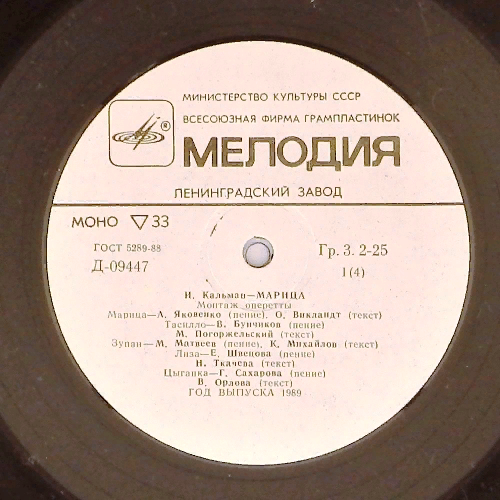 МИНИСТЕРСТВО КУЛЬТУРЫ СССР
ВСЕСОЮЗНАЯ ФИРМА ГРАМПЛАСТИНОК
® МЕЛОДИЯ
ЛЕНИНГРАДСКИЙ ЗАВОД
МОНО ▽ 33
ГОСТ 5289-88
Гр. 3. 2-25
Д-09447
1 (4)
И. Кальман—МАРИЦА
Монтаж оперетты
Марица—А. Яковенко (пение), О. Викландт (текст)
Тасилло—В. Бунчиков (пение)
М. Погоржельский (текст)
Зупан—М. Матвеев (пение), К. Михайлов (текст)
Лиза—Е. Швецова (пение)
Н. Ткачева (текст)
Цыганка—Г. Сахарова (пение)
В. Орлова (текст)
ГОД ВЫПУСКА 1989